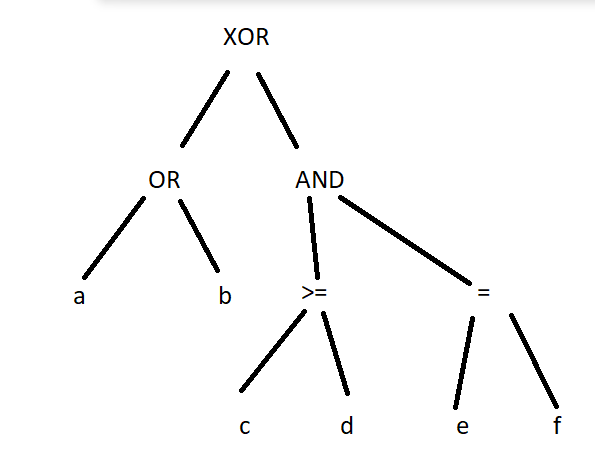 XOR
OR AND
a b >= =
c d e f